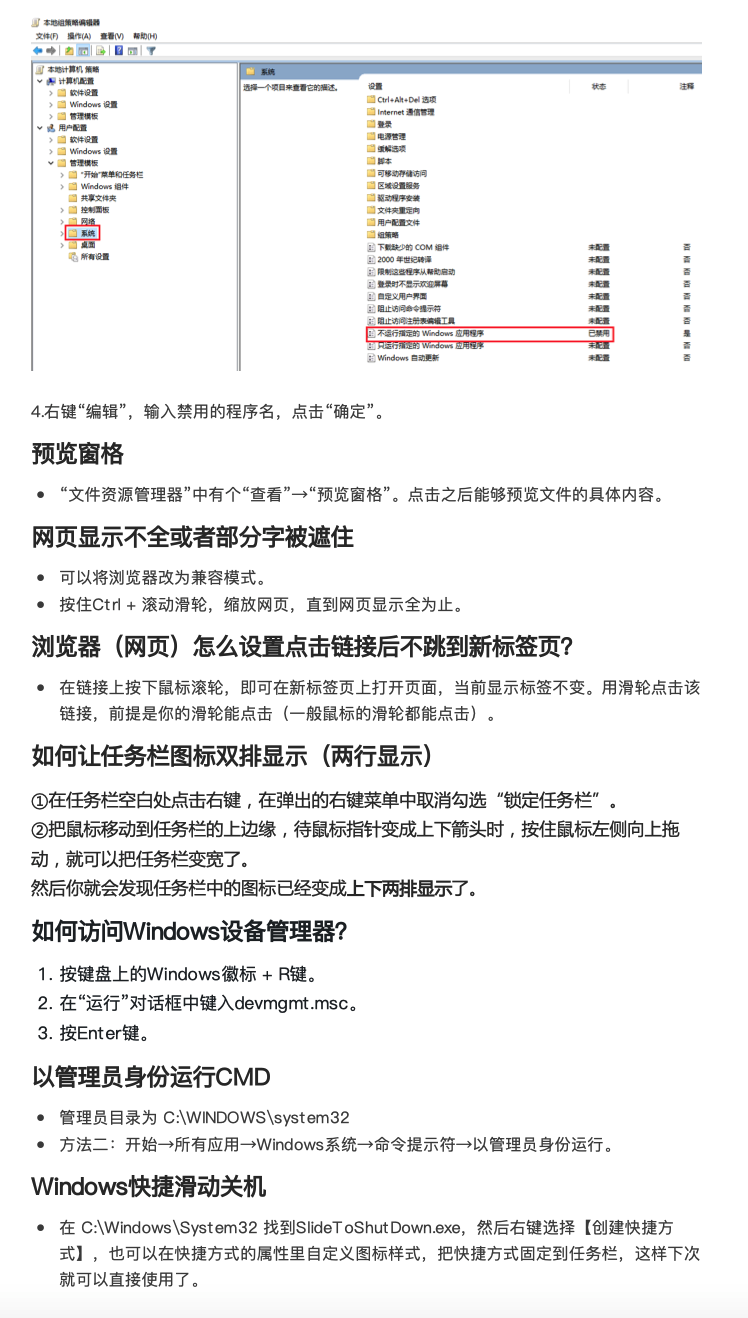 本地组策略编辑器
文件(F) 操作(A) 查看(V) 帮助(H)
本地计算机 策略
计算机配置
软件设置
Windows 设置
管理模板
用户配置
软件设置
Windows 设置
管理模板
"开始"菜单和任务栏
Windows 组件
共享文件夹
控制面板
网络
系统
桌面
所有设置
系统
选择一个项目来查看它的描述。
设置 状态 注释
Ctrl+Alt+Del 选项
Internet 通信管理
登录
电源管理
缓解选项
脚本
可移动存储访问
区域设置服务
驱动程序安装
文件夹重定向
用户配置文件
组策略
下载缺少的 COM 组件 未配置 否
2000 年世纪转译 未配置 否
限制这些程序从帮助启动 未配置 否
登录时不显示欢迎屏幕 未配置 否
自定义用户界面 未配置 否
阻止访问命令提示符 未配置 否
阻止访问注册表编辑工具 未配置 否
不运行指定的 Windows 应用程序 已禁用 是
只运行指定的 Windows 应用程序 未配置 否
Windows 自动更新 未配置 否
4.右键“编辑”，输入禁用的程序名，点击“确定”。
预览窗格
• “文件资源管理器”中有个“查看”→“预览窗格”。点击之后能够预览文件的具体内容。
网页显示不全或者部分字被遮住
• 可以将浏览器改为兼容模式。
• 按住Ctrl + 滚动滑轮，缩放网页，直到网页显示全为止。
浏览器（网页）怎么设置点击链接后不跳到新标签页？
• 在链接上按下鼠标滚轮，即可在新标签页上打开页面，当前显示标签不变。用滑轮点击该
链接，前提是你的滑轮能点击（一般鼠标的滑轮都能点击）。
如何让任务栏图标双排显示（两行显示）
①在任务栏空白处点击右键，在弹出的右键菜单中取消勾选“锁定任务栏”。
②把鼠标移动到任务栏的上边缘，待鼠标指针变成上下箭头时，按住鼠标左侧向上拖
动，就可以把任务栏变宽了。
然后你就会发现任务栏中的图标已经变成上下两排显示了。
如何访问Windows设备管理器？
1. 按键盘上的Windows徽标 + R键。
2. 在“运行”对话框中键入devmgmt.msc。
3. 按Enter键。
以管理员身份运行CMD
• 管理员目录为 C:\WINDOWS\system32
• 方法二：开始→所有应用→Windows系统→命令提示符→以管理员身份运行。
Windows快捷滑动关机
• 在 C:\Windows\System32 找到SlideToShutDown.exe，然后右键选择【创建快捷方
式】，也可以在快捷方式的属性里自定义图标样式，把快捷方式固定到任务栏，这样下次
就可以直接使用了。